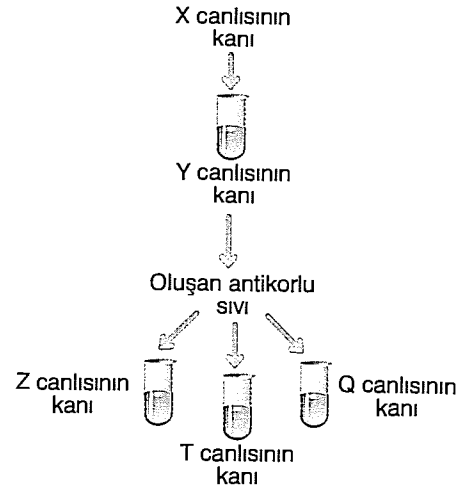 X canlısının
kanı
Y canlısının
kanı
Oluşan antikorlu
sıvı
Z canlısının
kanı
Q canlısının
kanı
T canlısının
kanı